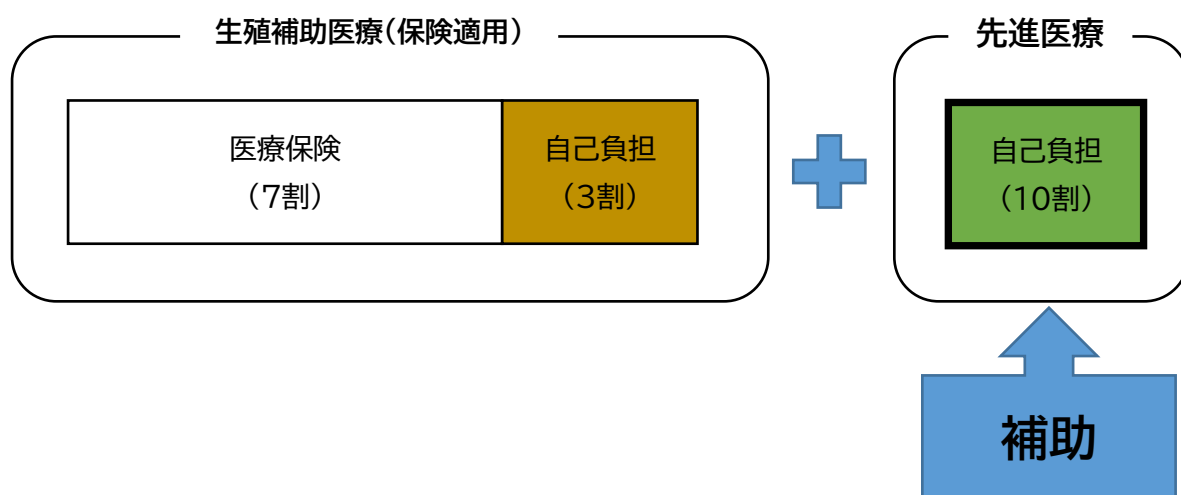 生殖補助医療(保険適用)
先進医療
医療保険
(7割)
自己負担
(3割)
自己負担
(10割)
補助